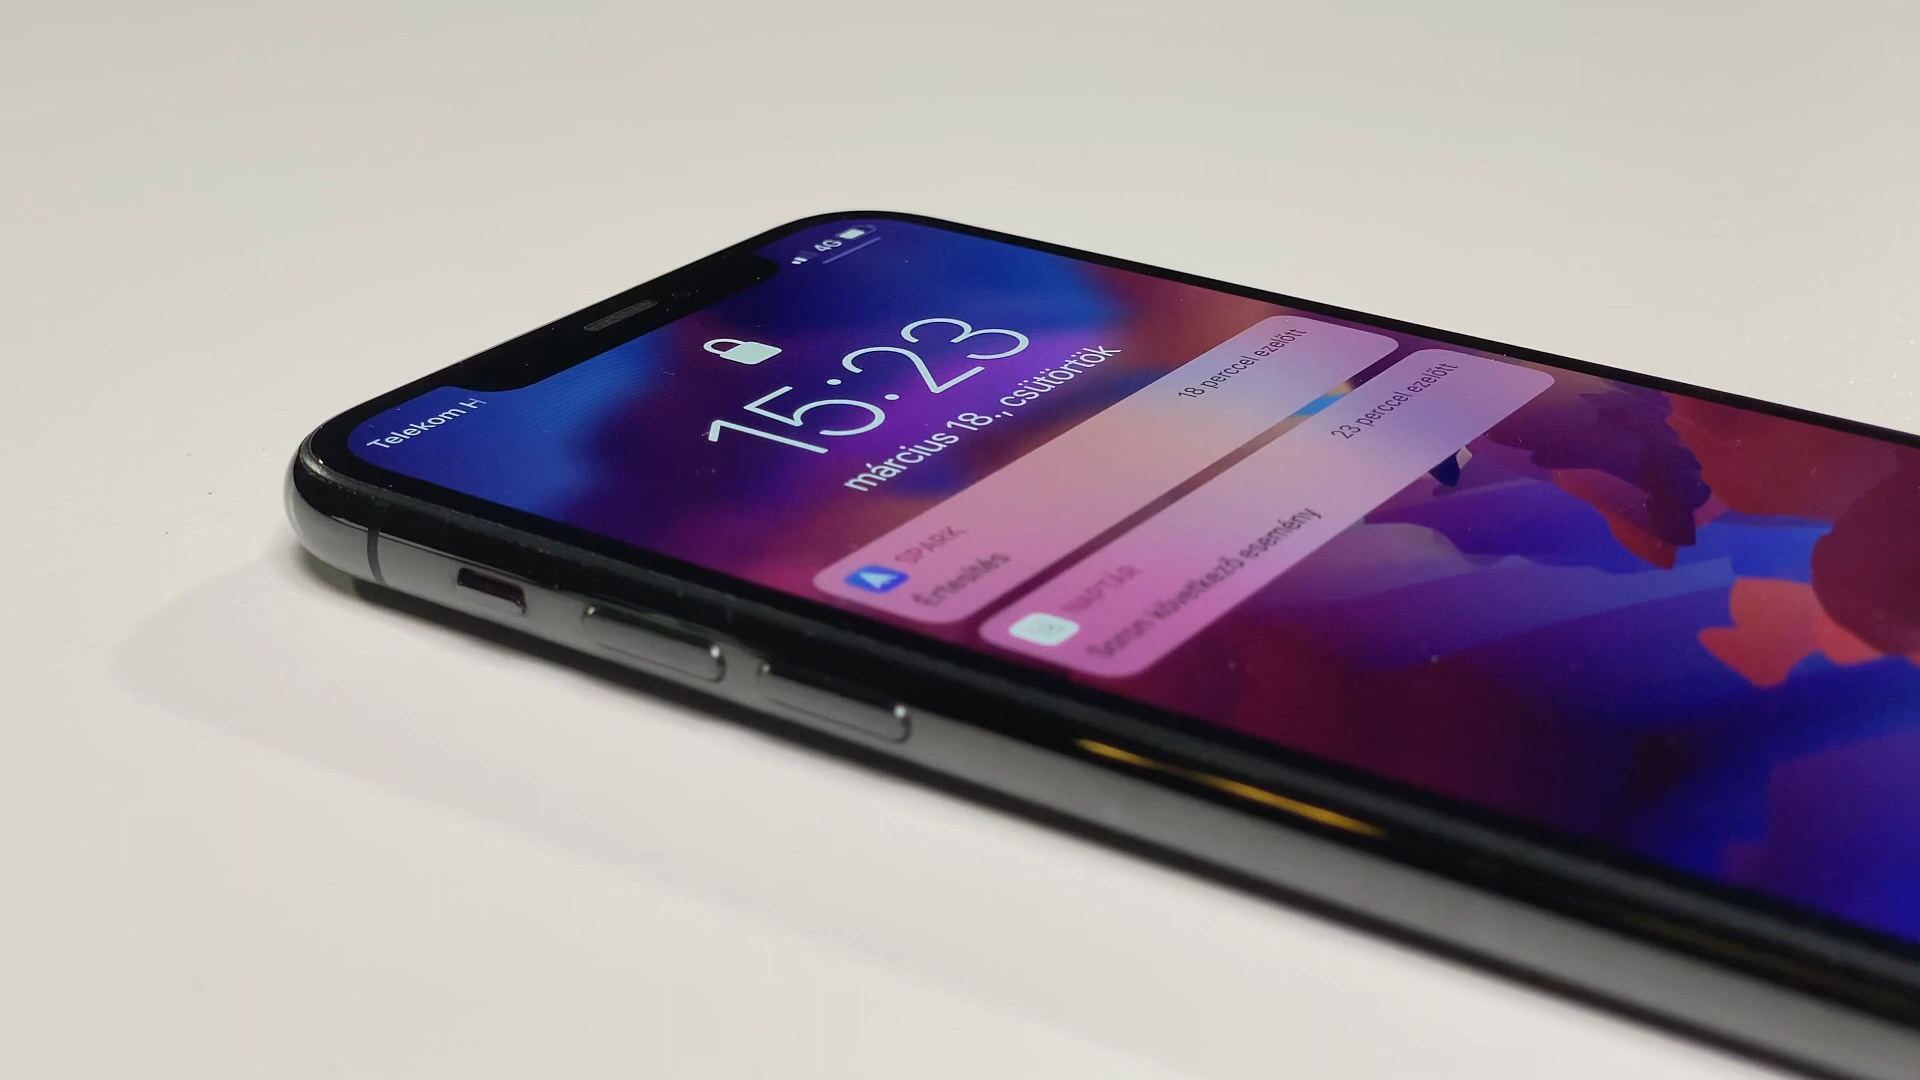 Telekom H
4G
15:23
március 18., csütörtök
SPARK
18 perccel ezelőtt
Értesítés
NAPTÁR
23 perccel ezelőtt
Soron következő esemény